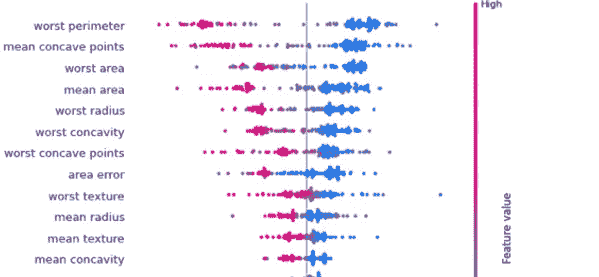 High
worst perimeter
mean concave points
worst area
mean area
worst radius
worst concavity
worst concave points
area error
worst texture
mean radius
mean texture
mean concavity
Feature value